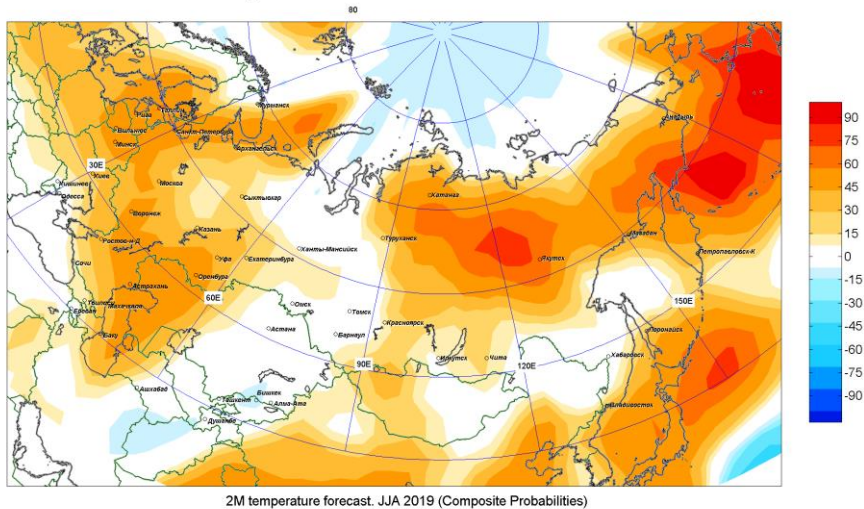 80
Мурманск
Анадырь
Рига
Таллин
Вильнюс
Санкт-Петербург
Минск
Архангельск
30E
Киев
Москва
Хатанга
Кишинев
Одесса
Сыктывкар
Воронеж
Казань
Туруханск
Магадан
Ростов-н-Д
Ханты-Мансийск
Петропавловск-К
Сочи
Уфа
Екатеринбург
Якутск
Оренбург
Астрахань
60E
150E
Тбилиси
Махачкала
Омск
Томск
Ереван
Красноярск
Астана
Барнаул
Поронайск
Баку
Иркутск
Чита
Хабаровск
90E
120E
Ашхабад
Бишкек
Ташкент
Алма-Ата
Владивосток
Душанбе
90
75
60
45
30
15
0
-15
-30
-45
-60
-75
-90
2M temperature forecast. JJA 2019 (Composite Probabilities)